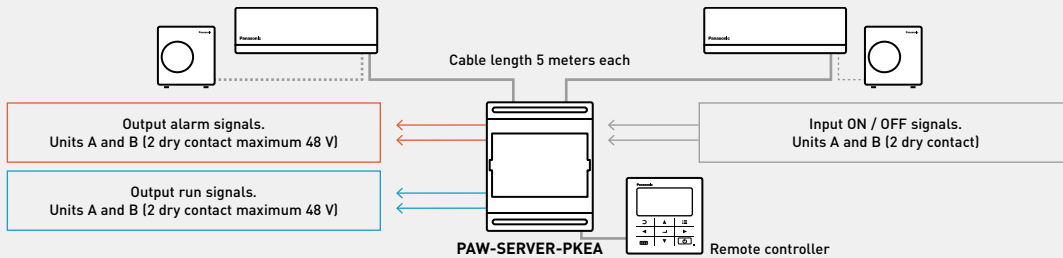 Panasonic
Panasonic
Panasonic
Panasonic
Cable length 5 meters each
Output alarm signals.
Units A and B (2 dry contact maximum 48 V)
Input ON / OFF signals.
Units A and B (2 dry contact)
Output run signals.
Units A and B (2 dry contact maximum 48 V)
Panasonic
PAW-SERVER-PKEA
Remote controller